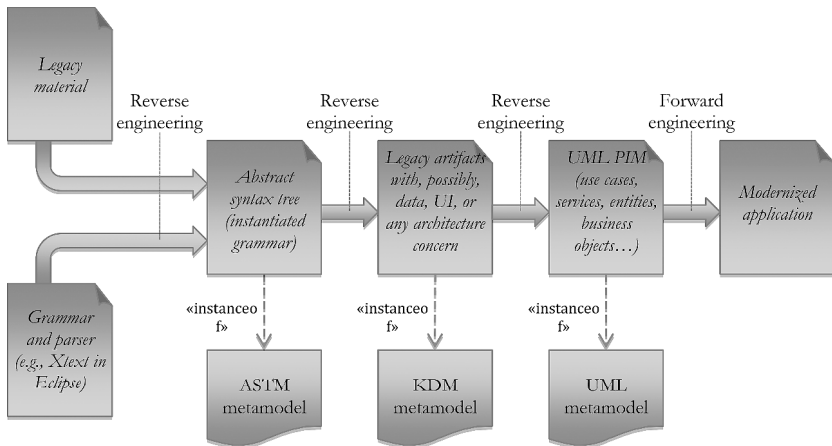 Legacy
material
Reverse
engineering
Reverse
engineering
Reverse
engineering
Forward
engineering
Abstract
syntax tree
(instantiated
grammar)
Legacy artifacts
with, possibly,
data, UI, or
any architecture
concern
UML PIM
(use cases,
services, entities,
business
objects…)
Modernized
application
Grammar
and parser
(e.g., Xtext in
Eclipse)
«instanceo
f»
«instanceo
f»
«instanceo
f»
ASTM
metamodel
KDM
metamodel
UML
metamodel